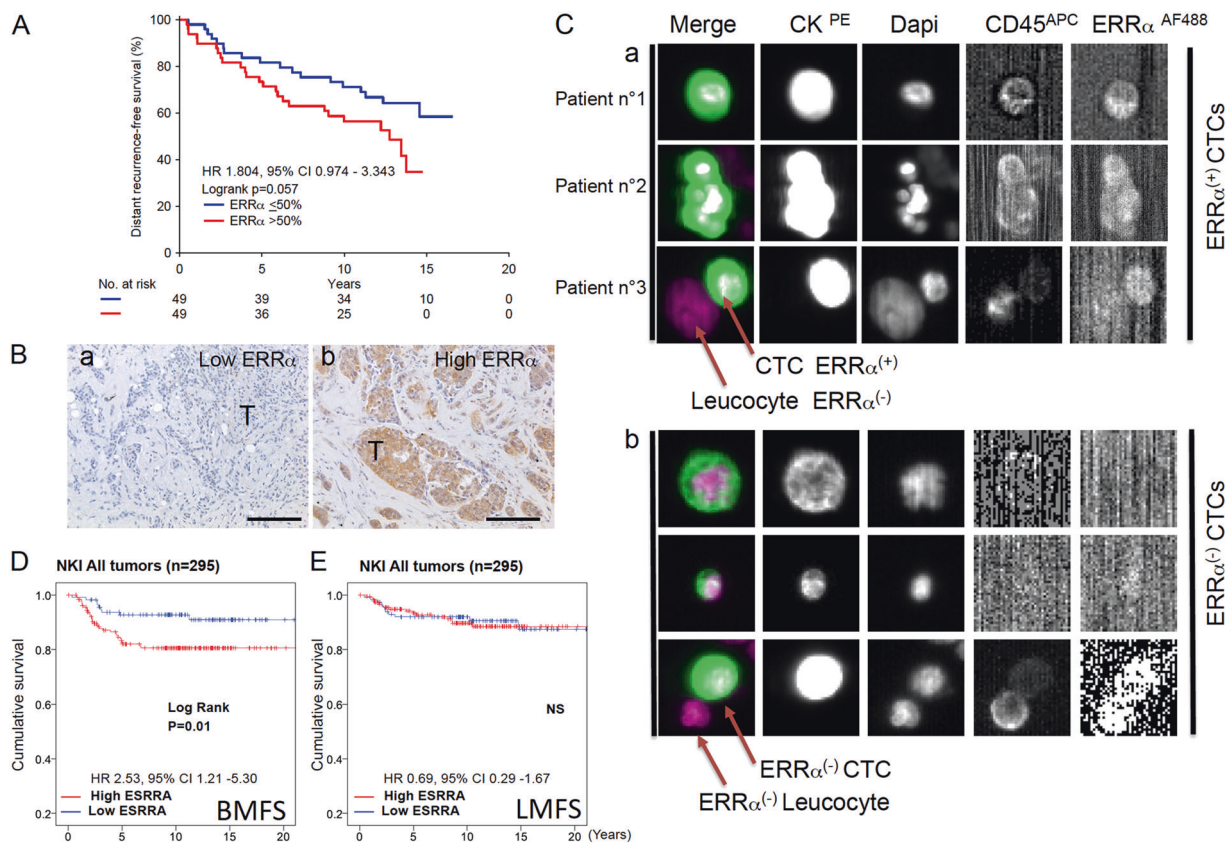 A
Distant recurrence-free survival (%)
100
80
60
40
60
80
0
HR 1.804, 95% CI 0.974 - 3.343
Logrank p=0.057
ERRα ≤50%
ERRα >50%
0 5 10 15 20
No. at risk Years
49 39 34 10 0
49 36 25 0 0
B
a Low ERRα
T
b High ERRα
T
C
Merge CK PE Dapi CD45APC ERRα AF488
a
Patient n°1
Patient n°2
Patient n°3
ERRα(+) CTCs
CTC ERRα(+)
Leucocyte ERRα(-)
b
ERRα(-) CTCs
ERRα(-) CTC
ERRα(-) Leucocyte
D NKI All tumors (n=295)
Cumulative survival
1.0
0.8
0.6
0.4
0.2
Log Rank
P=0.01
HR 2.53, 95% CI 1.21 -5.30
High ESRRA
Low ESRRA
BMFS
0 5 10 15 20
E NKI All tumors (n=295)
Cumulative survival
1.0
0.8
0.6
0.4
0.2
NS
HR 0.69, 95% CI 0.29 -1.67
High ESRRA
Low ESRRA
LMFS
0 5 10 15 20 (Years)